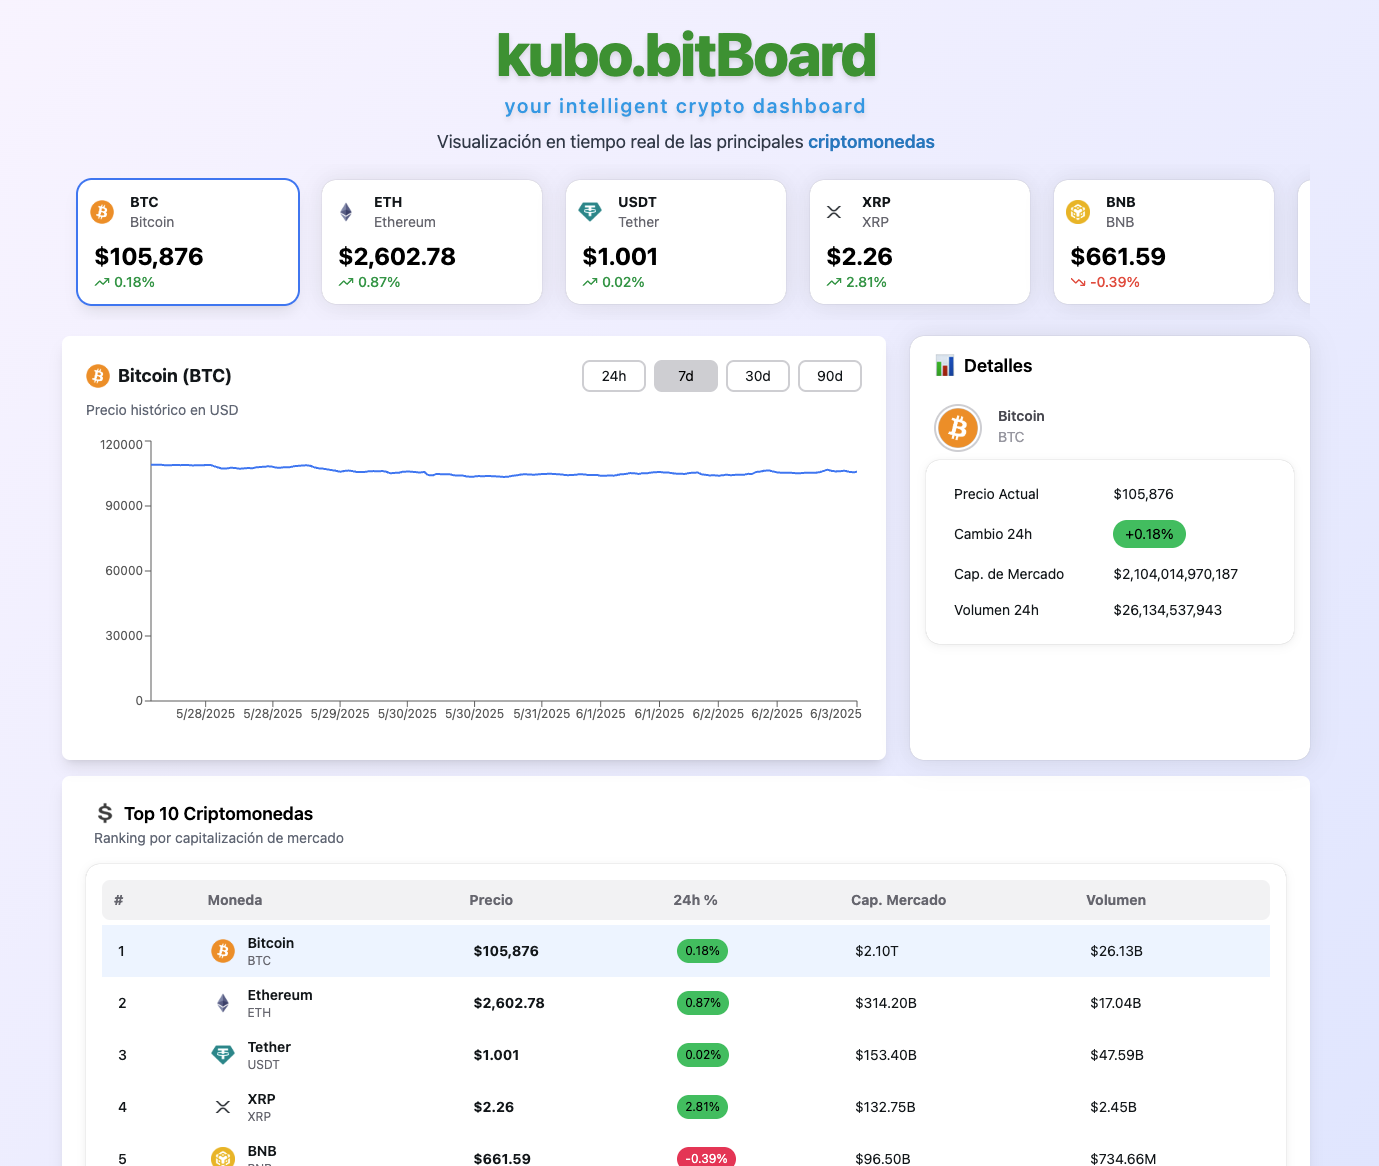 kubo.bitBoard
your intelligent crypto dashboard
Visualización en tiempo real de las principales criptomonedas
BTC
Bitcoin
$105,876
0.18%
ETH
Ethereum
$2,602.78
0.87%
USDT
Tether
$1.001
0.02%
XRP
XRP
$2.26
2.81%
BNB
BNB
$661.59
-0.39%
Bitcoin (BTC)
24h 7d 30d 90d
Precio histórico en USD
120000
90000
60000
30000
0
5/28/2025 5/28/2025 5/29/2025 5/30/2025 5/30/2025 5/31/2025 6/1/2025 6/1/2025 6/2/2025 6/2/2025 6/3/2025
Detalles
Bitcoin
BTC
Precio Actual $105,876
Cambio 24h +0.18%
Cap. de Mercado $2,104,014,970,187
Volumen 24h $26,134,537,943
$ Top 10 Criptomonedas
Ranking por capitalización de mercado
# Moneda Precio 24h % Cap. Mercado Volumen
1 Bitcoin $105,876 0.18% $2.10T $26.13B
BTC
2 Ethereum $2,602.78 0.87% $314.20B $17.04B
ETH
3 Tether $1.001 0.02% $153.40B $47.59B
USDT
4 XRP $2.26 2.81% $132.75B $2.45B
XRP
5 BNB $661.59 -0.39% $96.50B $734.66M